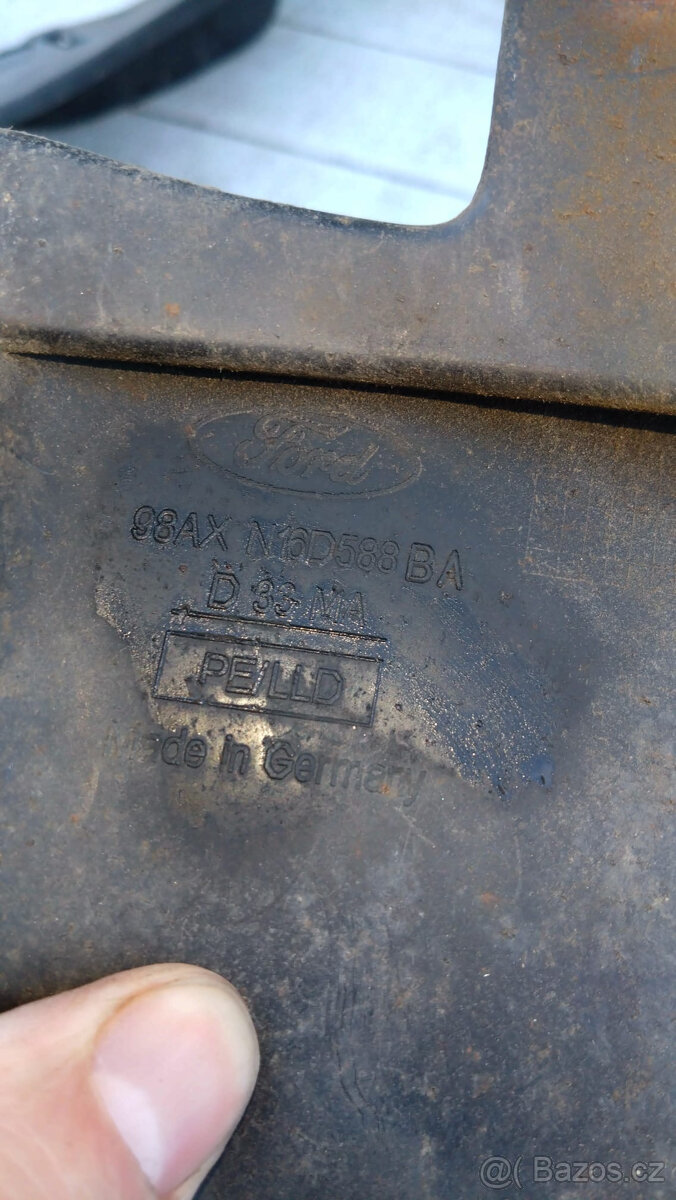 Ford
98AX N16D588 BA
D 33 MA
PE/LLD
Made in Germany
@( Bazos.cz